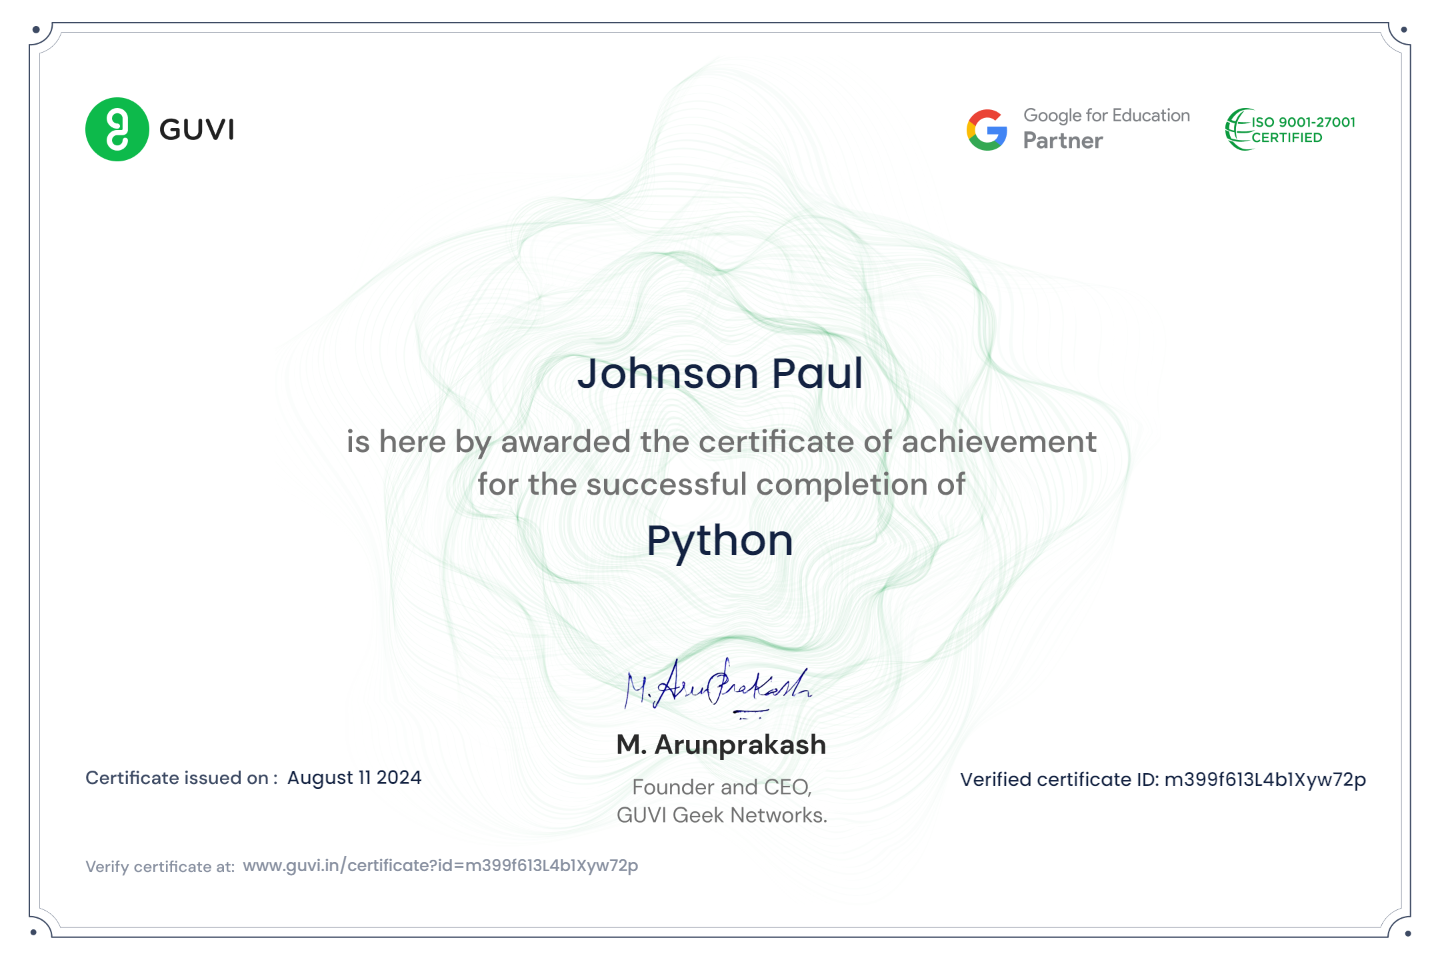 GUVI
Google for Education
Partner
ISO 9001-27001
CERTIFIED
Johnson Paul
is here by awarded the certificate of achievement
for the successful completion of
Python
M. ArunPrakash
M. Arunprakash
Founder and CEO,
GUVI Geek Networks.
Certificate issued on : August 11 2024
Verified certificate ID: m399f613L4b1Xyw72p
Verify certificate at: www.guvi.in/certificate?id=m399f613L4b1Xyw72p